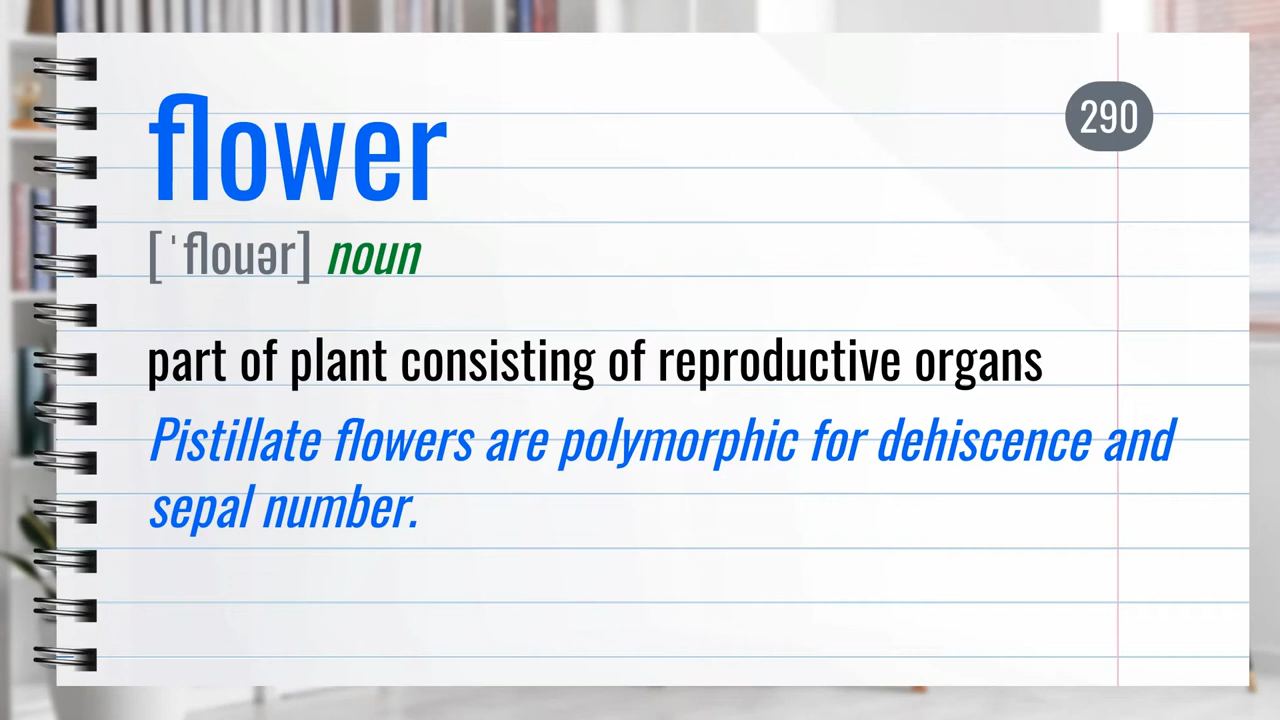 flower
290
[ˈflouər] noun
part of plant consisting of reproductive organs
Pistillate flowers are polymorphic for dehiscence and
sepal number.